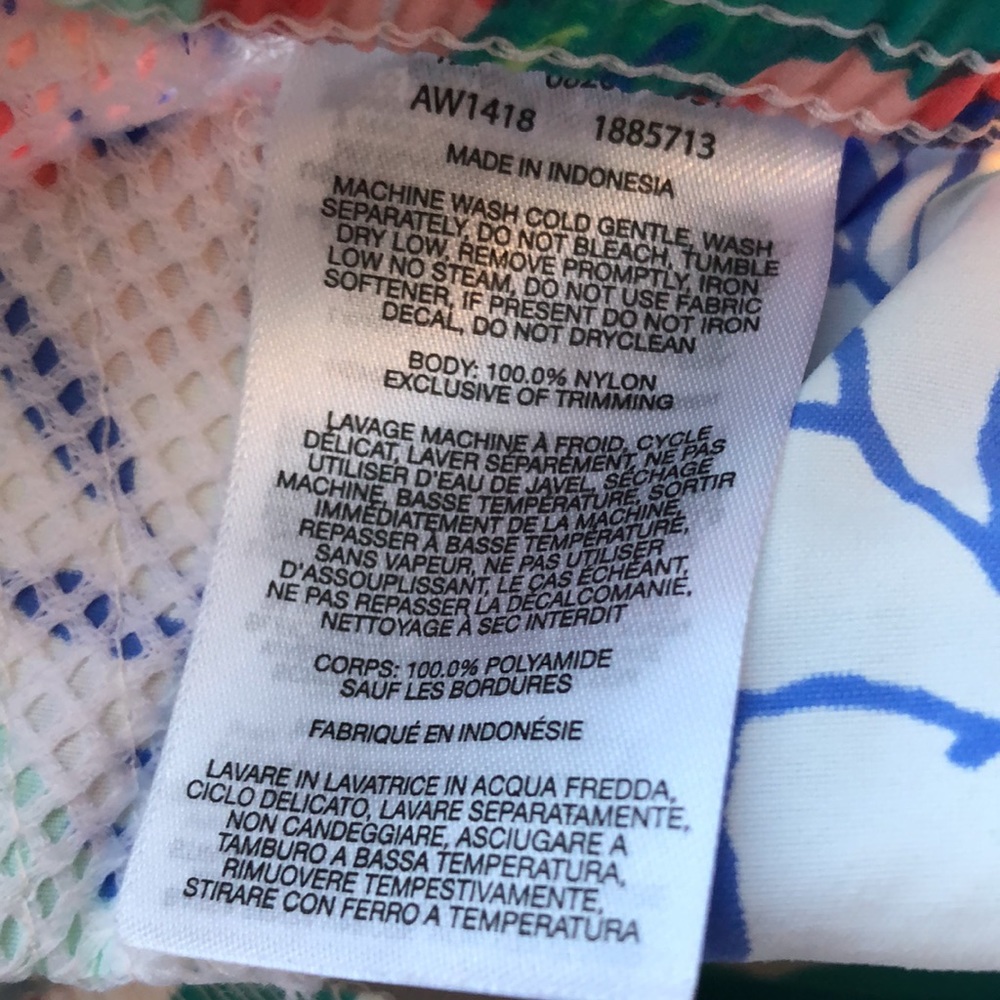 AW1418 1885713
MADE IN INDONESIA
MACHINE WASH COLD GENTLE, WASH
SEPARATELY, DO NOT BLEACH, TUMBLE
DRY LOW, REMOVE PROMPTLY, IRON
LOW NO STEAM, DO NOT USE FABRIC
SOFTENER, IF PRESENT DO NOT IRON
DECAL, DO NOT DRYCLEAN
BODY: 100.0% NYLON
EXCLUSIVE OF TRIMMING
LAVAGE MACHINE À FROID, CYCLE
DÉLICAT, LAVER SÉPARÉMENT, NE PAS
UTILISER D'EAU DE JAVEL, SÉCHAGE
MACHINE, BASSE TEMPÉRATURE, SORTIR
IMMÉDIATEMENT DE LA MACHINE,
REPASSER À BASSE TEMPÉRATURE,
SANS VAPEUR, NE PAS UTILISER
D'ASSOUPLISSANT, LE CAS ÉCHÉANT,
NE PAS REPASSER LA DÉCALCOMANIE,
NETTOYAGE À SEC INTERDIT
CORPS: 100.0% POLYAMIDE
SAUF LES BORDURES
FABRIQUÉ EN INDONÉSIE
LAVARE IN LAVATRICE IN ACQUA FREDDA,
CICLO DELICATO, LAVARE SEPARATAMENTE,
NON CANDEGGIARE, ASCIUGARE A
TAMBURO A BASSA TEMPERATURA,
RIMUOVERE TEMPESTIVAMENTE,
STIRARE CON FERRO A TEMPERATURA